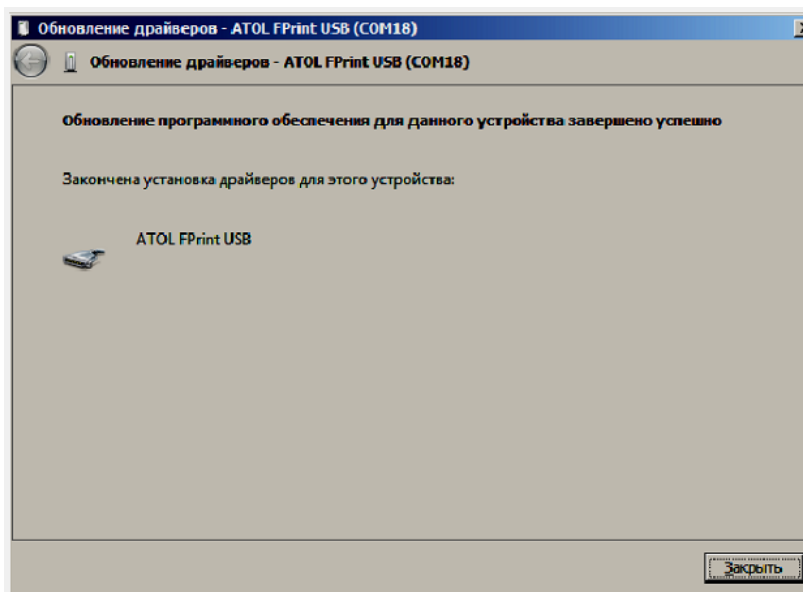 Обновление драйверов - ATOL FPrint USB (COM18)
Обновление драйверов - ATOL FPrint USB (COM18)
Обновление программного обеспечения для данного устройства завершено успешно
Закончена установка драйверов для этого устройства:
ATOL FPrint USB
Закрыть